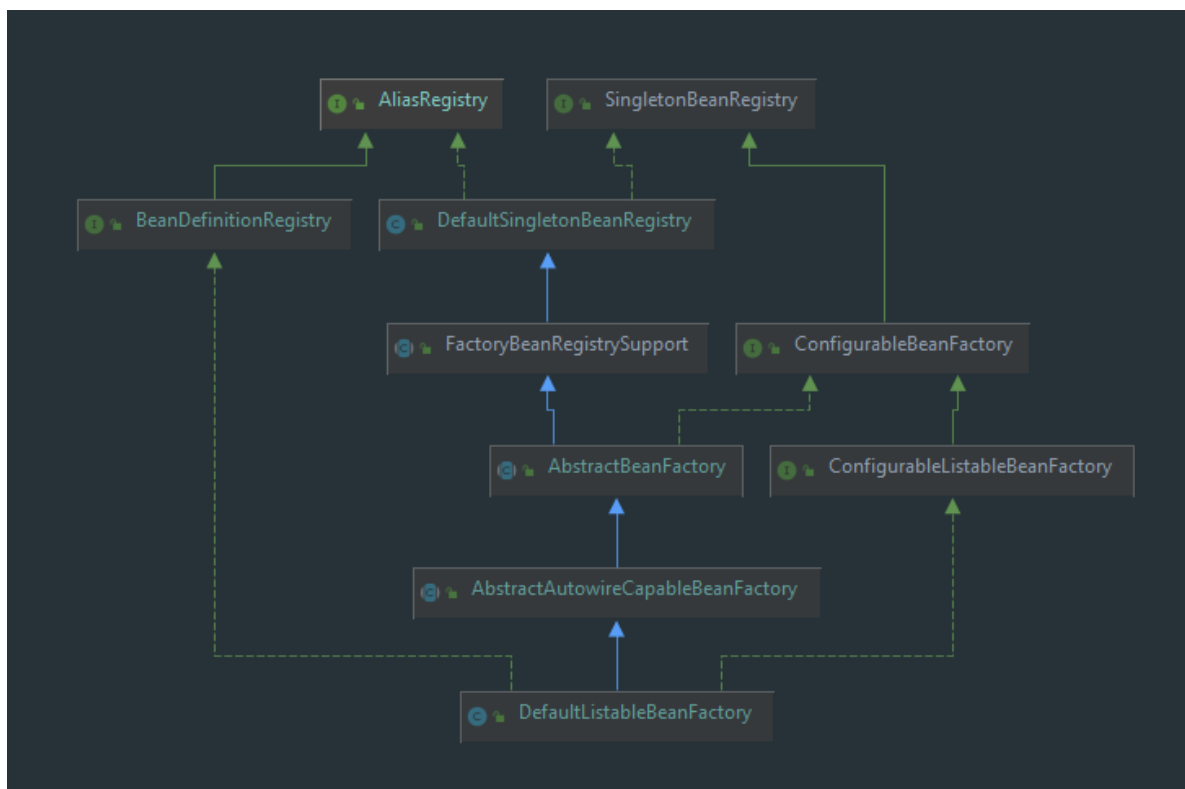 AliasRegistry
SingletonBeanRegistry
BeanDefinitionRegistry
DefaultSingletonBeanRegistry
FactoryBeanRegistrySupport
ConfigurableBeanFactory
AbstractBeanFactory
ConfigurableListableBeanFactory
AbstractAutowireCapableBeanFactory
DefaultListableBeanFactory